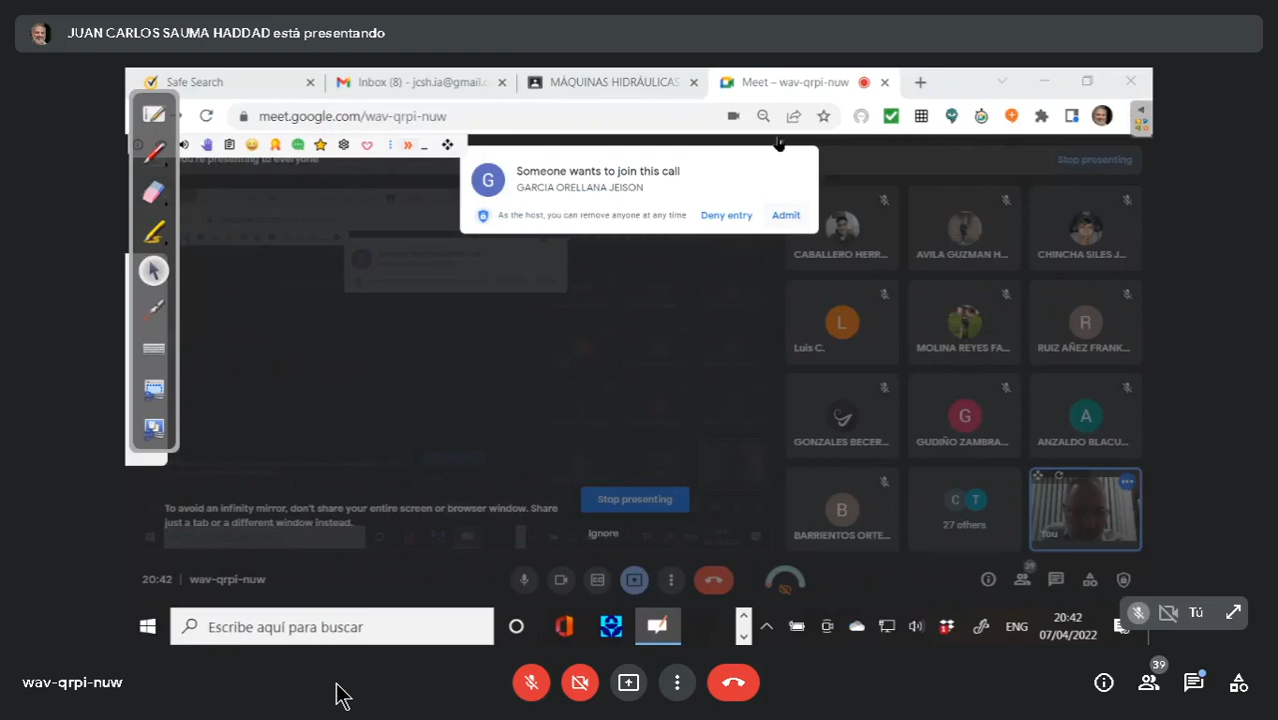 JUAN CARLOS SAUMA HADDAD está presentando
Safe Search
Inbox (8) - jcsh.ia@gmail.c
MÁQUINAS HIDRÁULICAS
Meet – wav-qrpi-nuw
meet.google.com/wav-qrpi-nuw
Stop presenting
G
Someone wants to join this call
GARCIA ORELLANA JEISON
As the host, you can remove anyone at any time
Deny entry
Admit
CABALLERO HERR...
AVILA GUZMAN H...
CHINCHA SILES J...
L
R
Luis C.
MOLINA REYES FA...
RUIZ AÑEZ FRANK...
G
A
GONZALES BECER...
GUDIÑO ZAMBRA...
ANZALDO BLACU...
B
C T
BARRIENTOS ORTE...
27 others
You
To avoid an infinity mirror, don't share your entire screen or browser window. Share
just a tab or a different window instead.
Stop presenting
Ignore
20:42 | wav-qrpi-nuw
39
Escribe aquí para buscar
ENG
20:42
07/04/2022
Tú
wav-qrpi-nuw
39